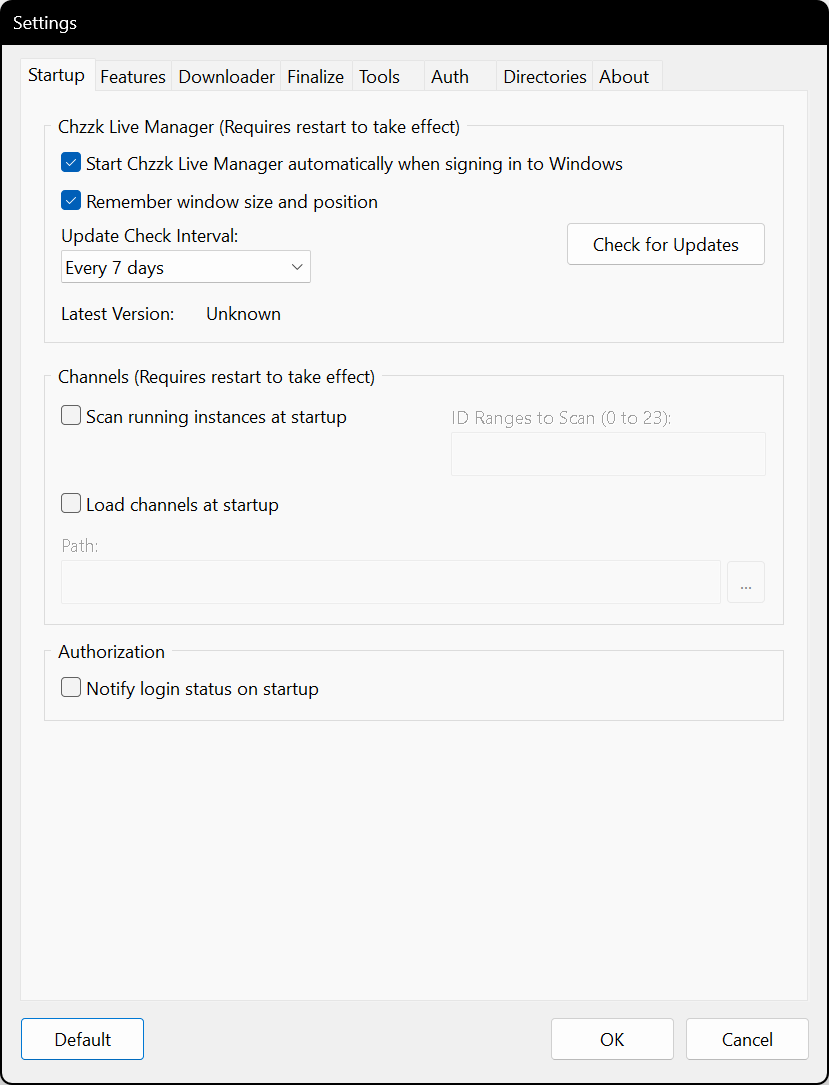 Settings
Startup Features Downloader Finalize Tools Auth Directories About
Chzzk Live Manager (Requires restart to take effect)
Start Chzzk Live Manager automatically when signing in to Windows
Remember window size and position
Update Check Interval:
Check for Updates
Every 7 days
Latest Version: Unknown
Channels (Requires restart to take effect)
Scan running instances at startup
ID Ranges to Scan (0 to 23):
Load channels at startup
Path:
...
Authorization
Notify login status on startup
Default OK Cancel